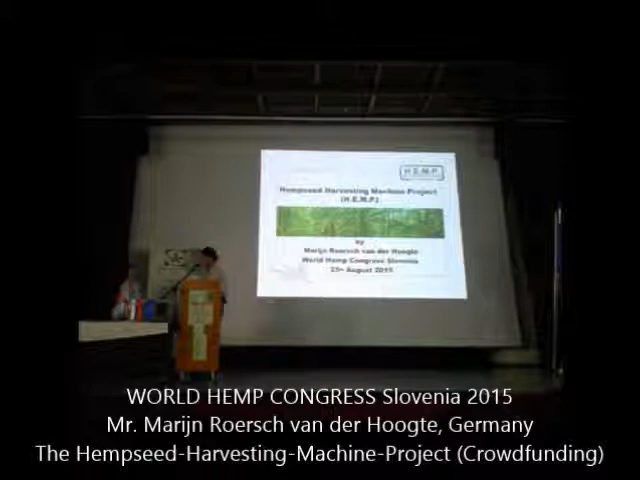 H.E.M.P.
Hempseed Harvesting Machine Project
(H.E.M.P.)
by
Marijn Roersch van der Hoogte
World Hemp Congress Slovenia
August 2015
WORLD HEMP CONGRESS Slovenia 2015
Mr. Marijn Roersch van der Hoogte, Germany
The Hempseed-Harvesting-Machine-Project (Crowdfunding)